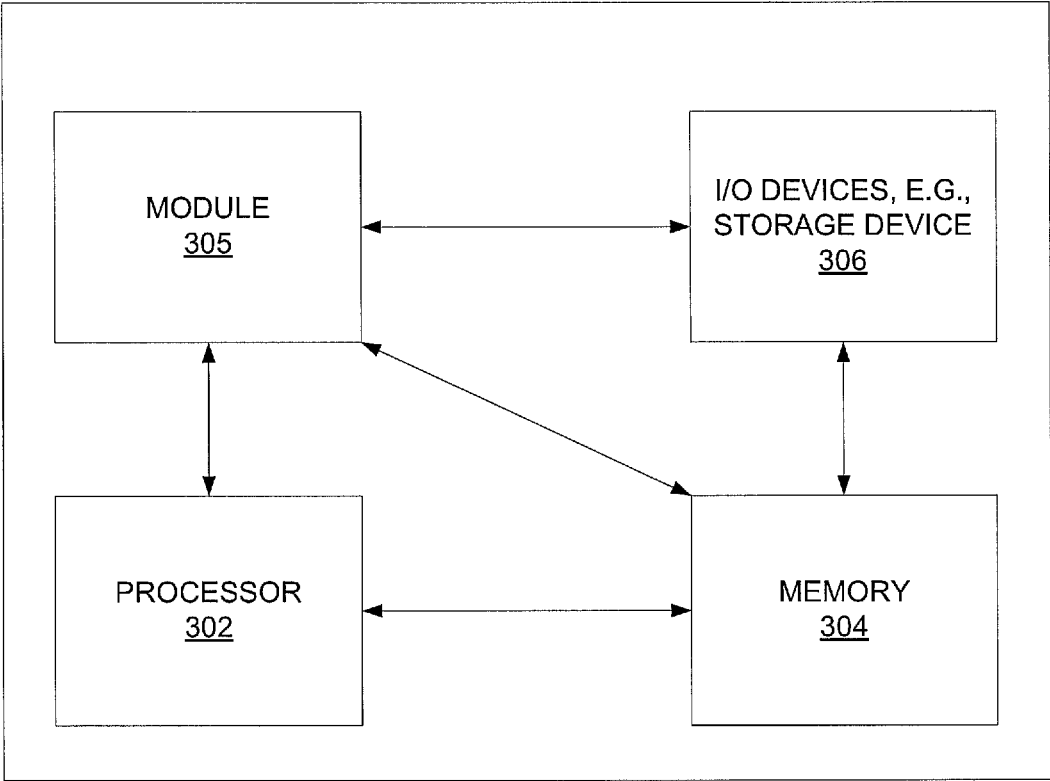 MODULE
305
I/O DEVICES, E.G.,
STORAGE DEVICE
306
PROCESSOR
302
MEMORY
304